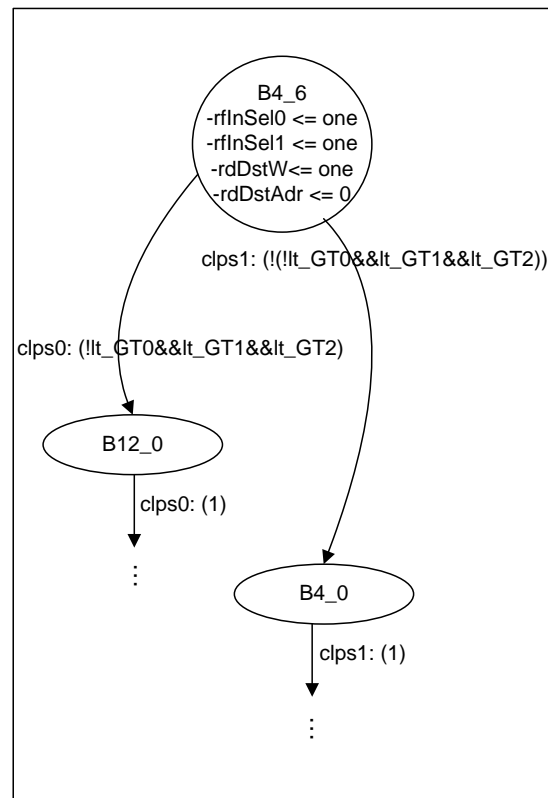 B4_6
-rfInSel0 <= one
-rfInSel1 <= one
-rdDstW<= one
-rdDstAdr <= 0
clps1: (!(!lt_GT0&&lt_GT1&&lt_GT2))
clps0: (!lt_GT0&&lt_GT1&&lt_GT2)
B12_0
clps0: (1)
...
B4_0
clps1: (1)
...